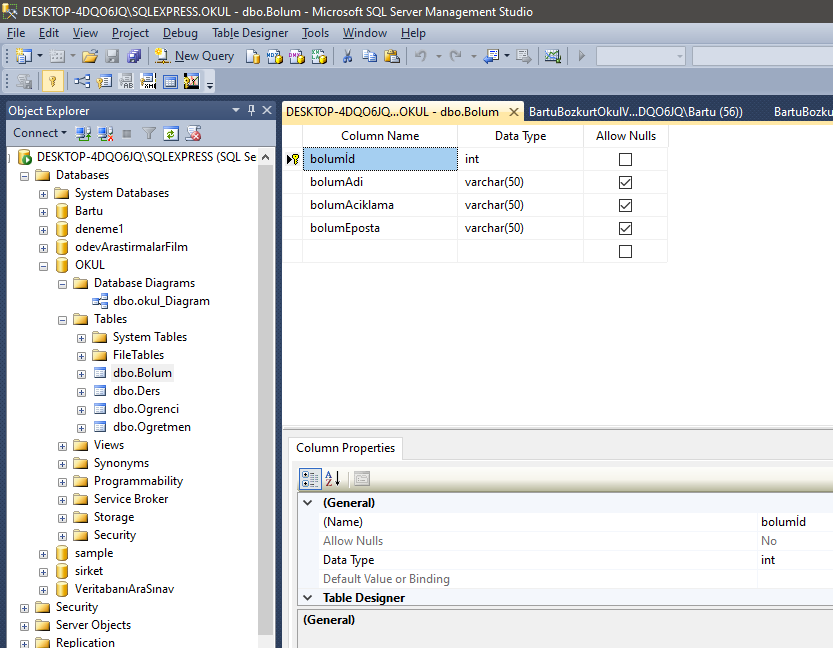 DESKTOP-4DQO6JQ\SQLEXPRESS.OKUL - dbo.Bolum - Microsoft SQL Server Management Studio
File Edit View Project Debug Table Designer Tools Window Help
New Query
Object Explorer
Connect
DESKTOP-4DQO6JQ\SQLEXPRESS (SQL Se
Databases
System Databases
Bartu
deneme1
odevArastirmalarFilm
OKUL
Database Diagrams
dbo.okul_Diagram
Tables
System Tables
FileTables
dbo.Bolum
dbo.Ders
dbo.Ogrenci
dbo.Ogretmen
Views
Synonyms
Programmability
Service Broker
Storage
Security
sample
sirket
VeritabanıAraSınav
Security
Server Objects
Replication
DESKTOP-4DQO6JQ...OKUL - dbo.Bolum BartuBozkurtOkulV...DQO6JQ\Bartu (56)) BartuBozku
Column Name Data Type Allow Nulls
bolumİd int
bolumAdi varchar(50)
bolumAciklama varchar(50)
bolumEposta varchar(50)
Column Properties
(General)
(Name) bolumİd
Allow Nulls No
Data Type int
Default Value or Binding
Table Designer
(General)